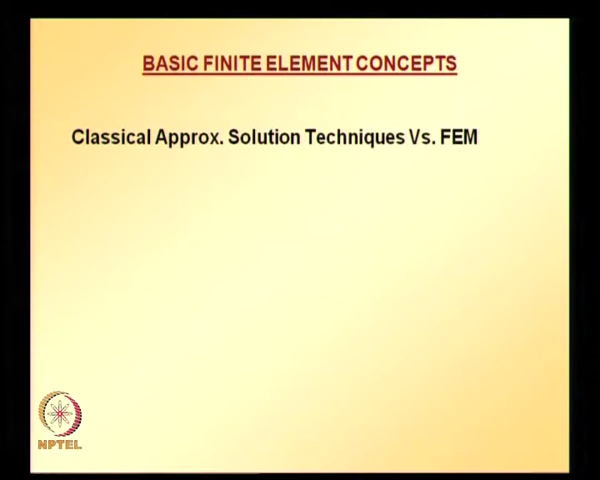 BASIC FINITE ELEMENT CONCEPTS
Classical Approx. Solution Techniques Vs. FEM
NPTEL